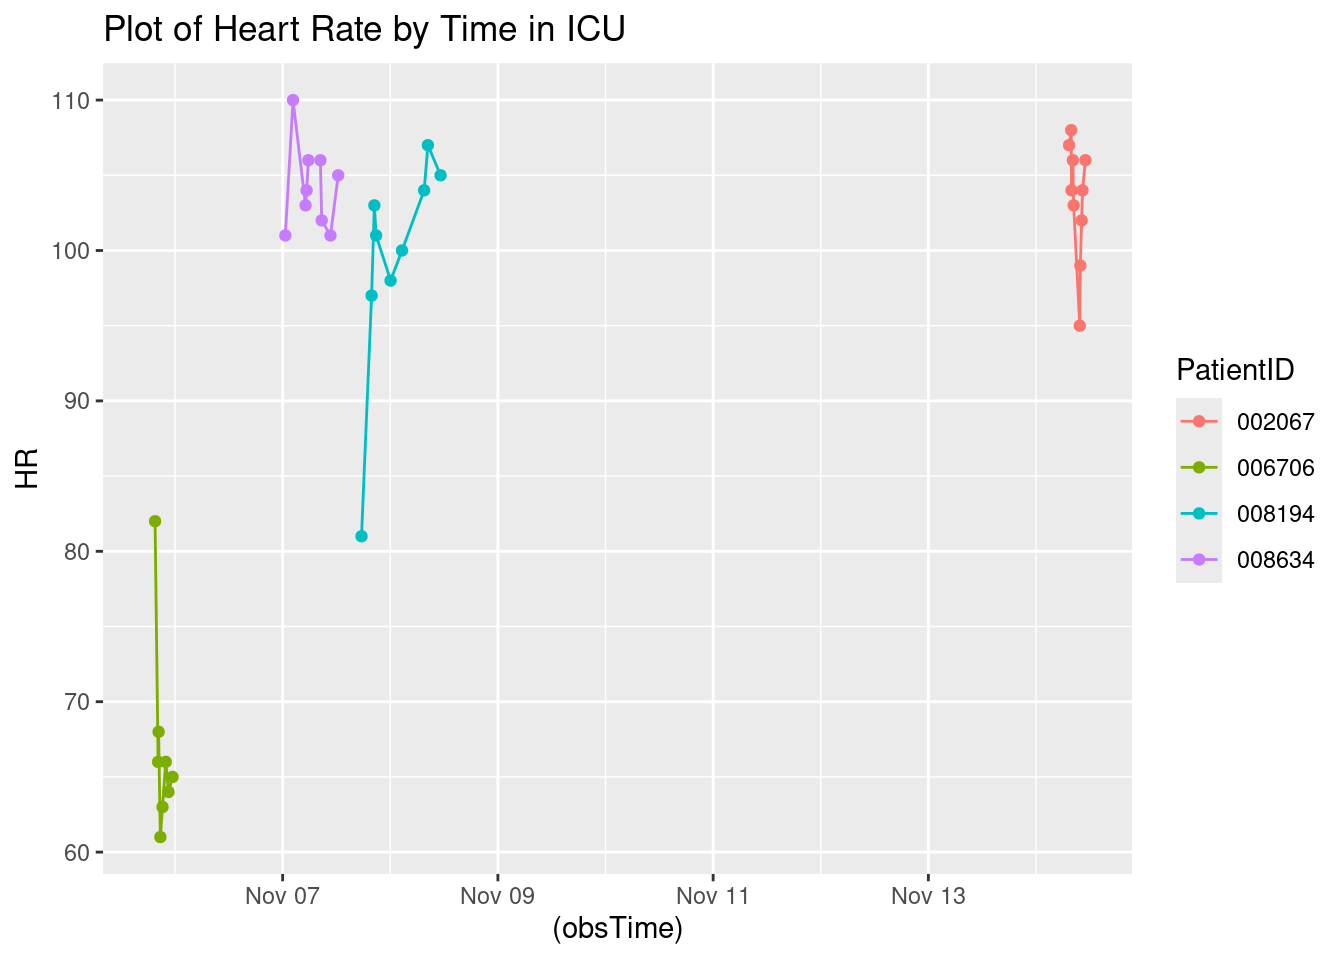 Plot of Heart Rate by Time in ICU
110
100
90
80
70
60
HR
Nov 07
Nov 09
Nov 11
Nov 13
(obsTime)
PatientID
002067
006706
008194
008634